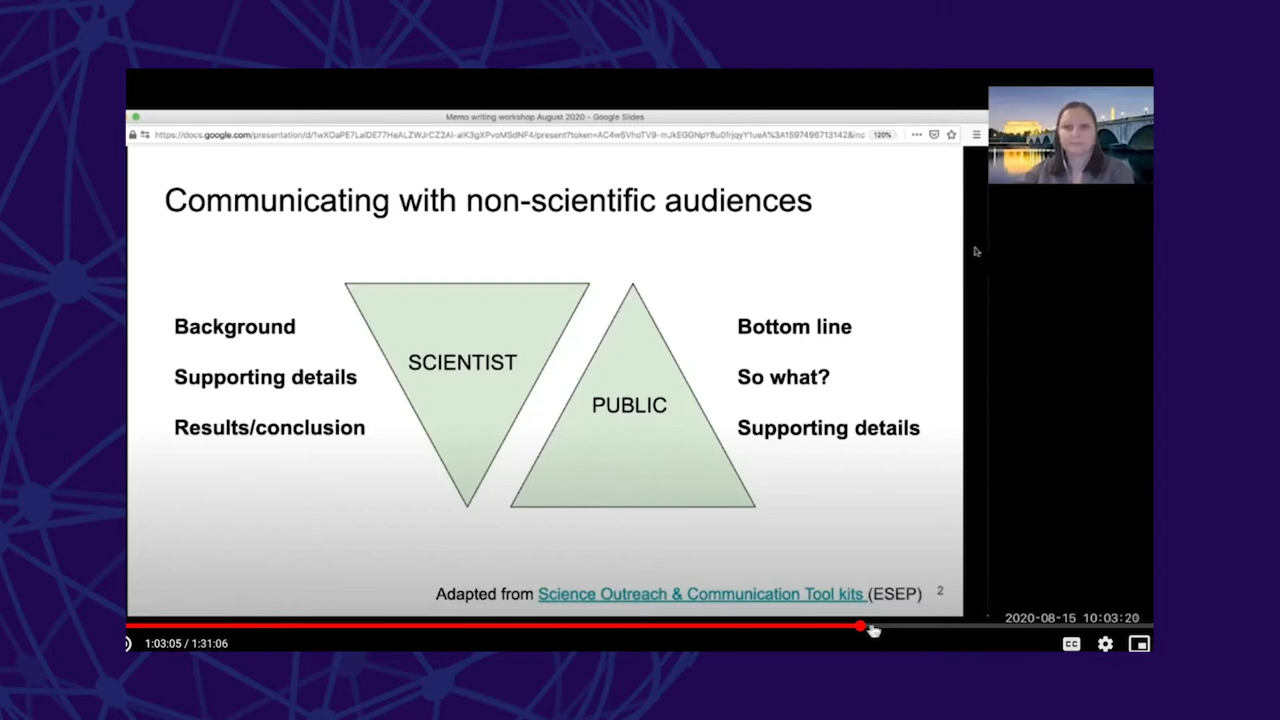 Memo writing workshop August 2020 - Google Slides
120%
Communicating with non-scientific audiences
Background
Supporting details
Results/conclusion
SCIENTIST
PUBLIC
Bottom line
So what?
Supporting details
Adapted from Science Outreach & Communication Tool kits (ESEP)
2
2020-08-15 10:03:20
1:03:05 / 1:31:06
CC